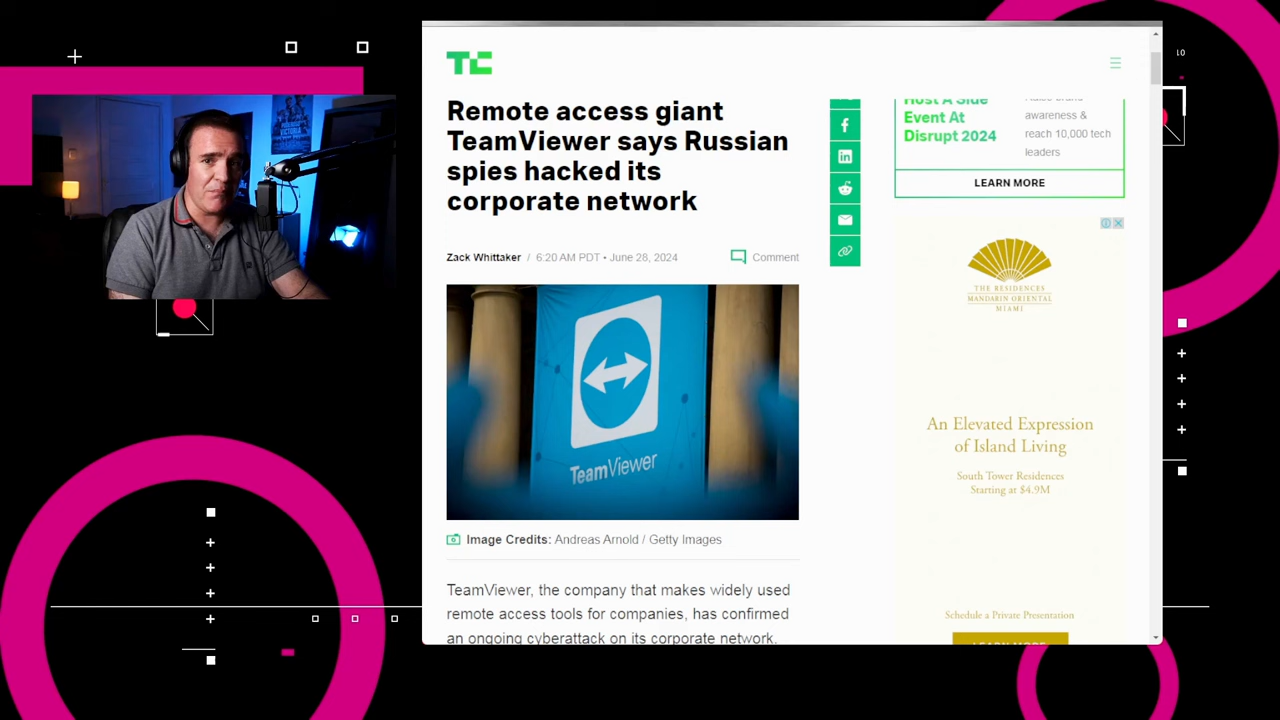 TC
Remote access giant
TeamViewer says Russian
spies hacked its
corporate network
Zack Whittaker / 6:20 AM PDT • June 28, 2024
Comment
Image Credits: Andreas Arnold / Getty Images
TeamViewer, the company that makes widely used
remote access tools for companies, has confirmed
an ongoing cyberattack on its corporate network.
TeamViewer
Host A Side
Event At
Disrupt 2024
awareness &
reach 10,000 tech
leaders
LEARN MORE
THE RESIDENCES
MANDARIN ORIENTAL
MIAMI
An Elevated Expression
of Island Living
South Tower Residences
Starting at $4.9M
Schedule a Private Presentation
LEARN MORE
10
VICTORIA